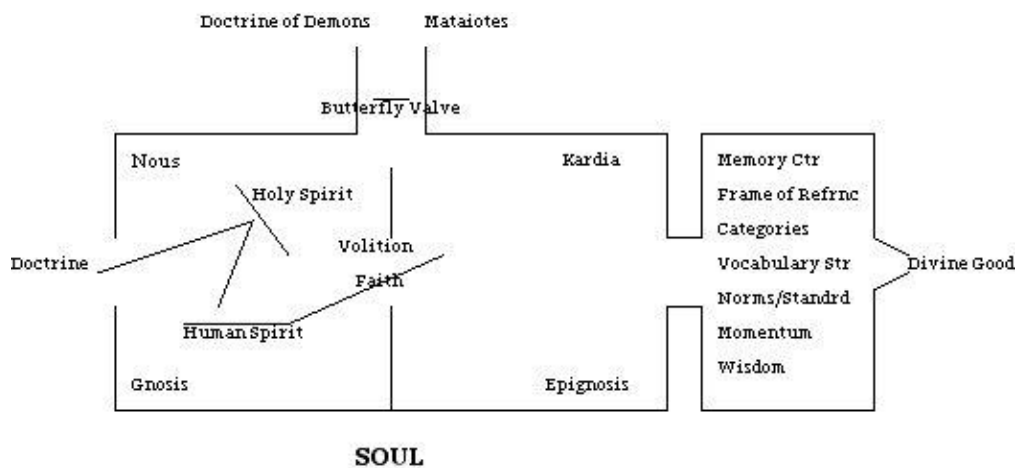 Doctrine of Demons
Mataiotes
Butterfly Valve
Nous
Kardia
Holy Spirit
Volition
Doctrine
Faith
Human Spirit
Gnosis
Epignosis
Memory Ctr
Frame of Refrnc
Categories
Vocabulary Str
Norms/Standrd
Momentum
Wisdom
Divine Good
SOUL